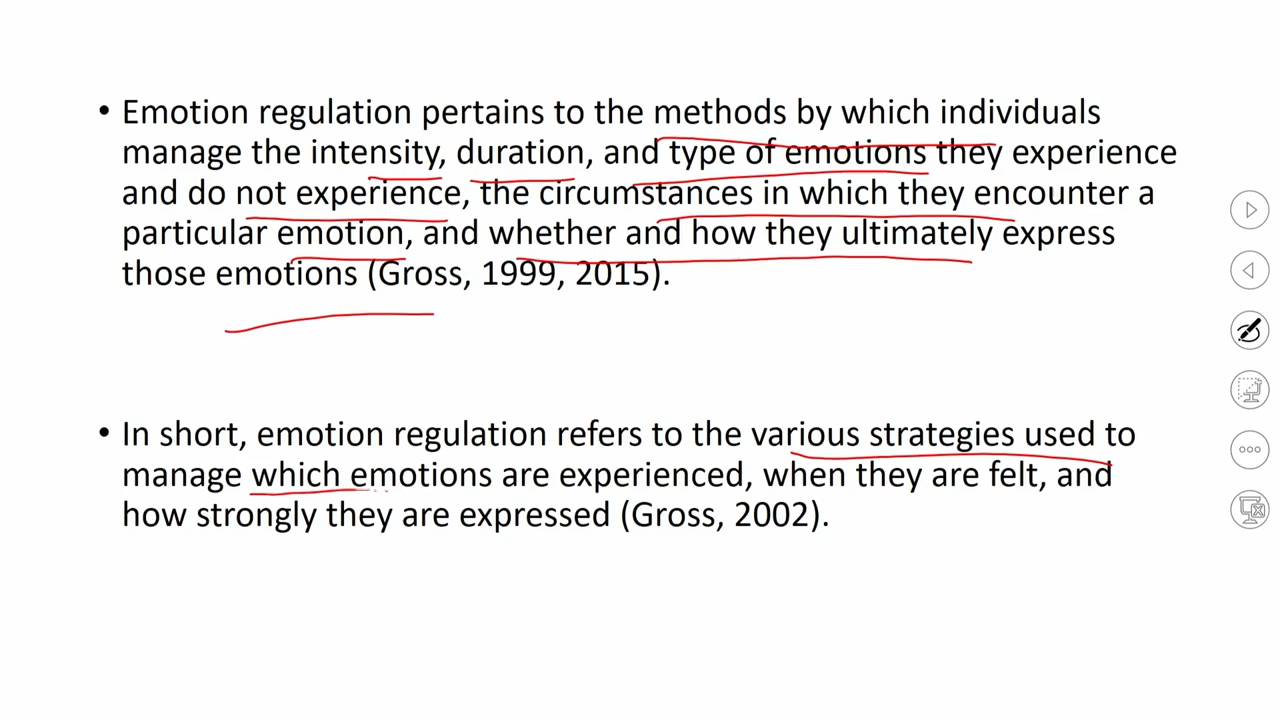 • Emotion regulation pertains to the methods by which individuals
manage the intensity, duration, and type of emotions they experience
and do not experience, the circumstances in which they encounter a
particular emotion, and whether and how they ultimately express
those emotions (Gross, 1999, 2015).
• In short, emotion regulation refers to the various strategies used to
manage which emotions are experienced, when they are felt, and
how strongly they are expressed (Gross, 2002).